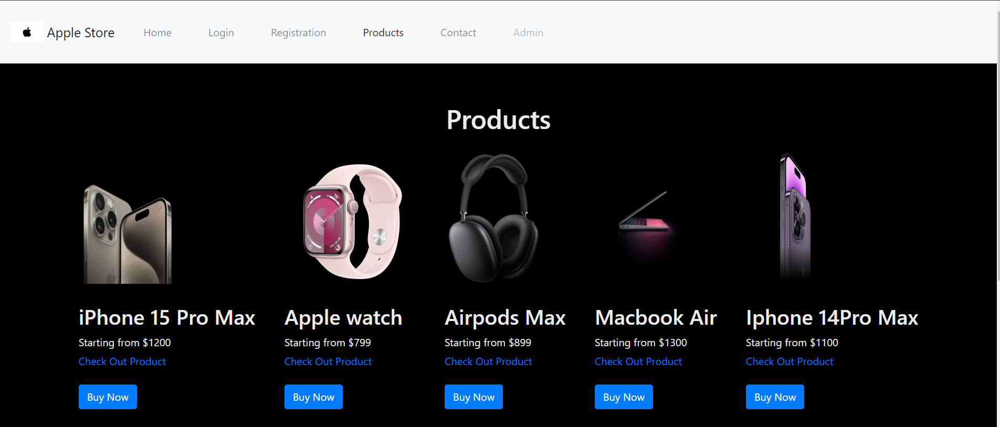 Apple Store Home Login Registration Products Contact Admin
Products
iPhone 15 Pro Max
Starting from $1200
Check Out Product
Buy Now
Apple watch
Starting from $799
Check Out Product
Buy Now
Airpods Max
Starting from $899
Check Out Product
Buy Now
Macbook Air
Starting from $1300
Check Out Product
Buy Now
Iphone 14Pro Max
Starting from $1100
Check Out Product
Buy Now